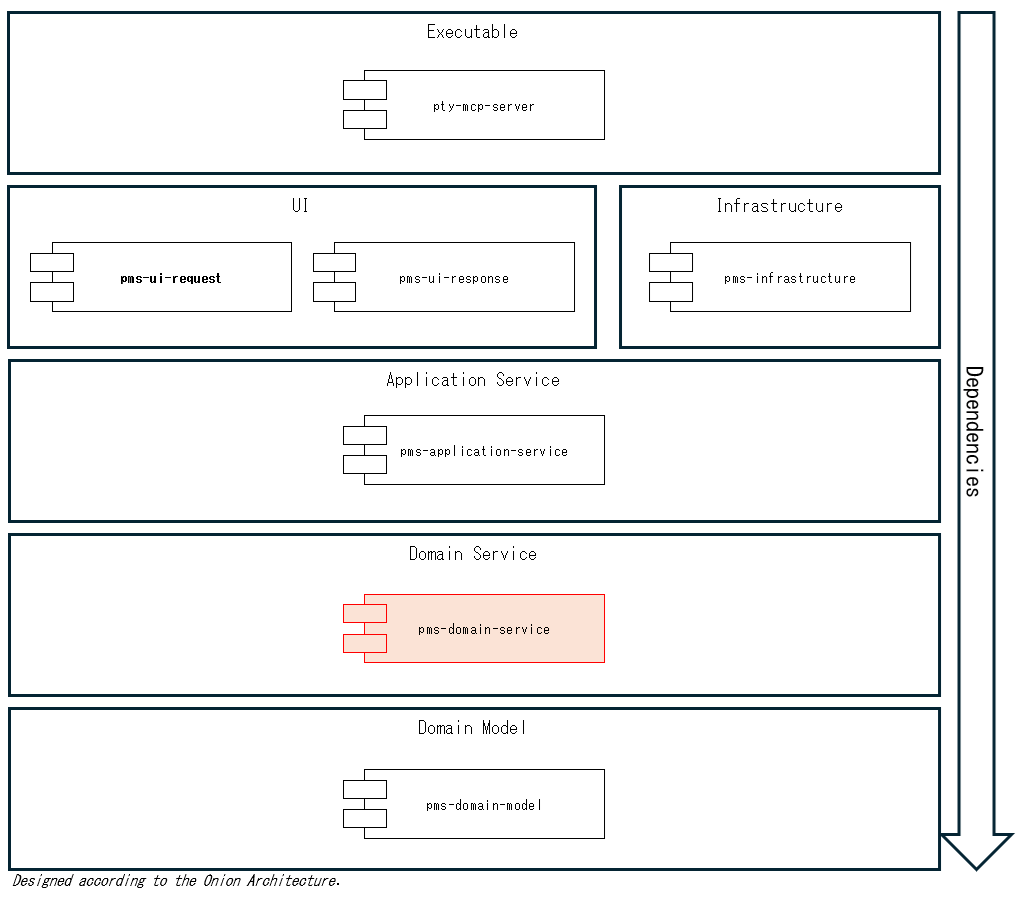 Executable
pty-mcp-server
UI
Infrastructure
pms-ui-request
pms-ui-response
pms-infrastructure
Application Service
pms-application-service
Dependencies
Domain Service
pms-domain-service
Domain Model
pms-domain-model
Designed according to the Onion Architecture.